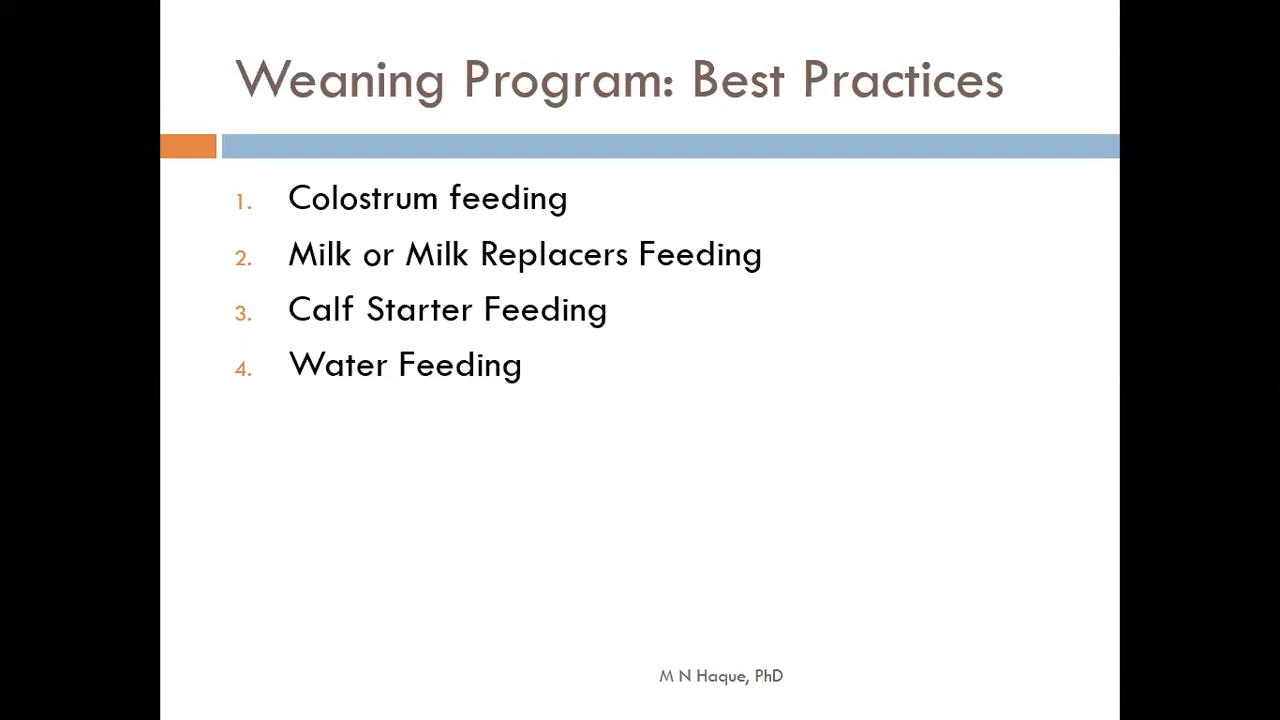 Weaning Program: Best Practices
1. Colostrum feeding
2. Milk or Milk Replacers Feeding
3. Calf Starter Feeding
4. Water Feeding
M N Haque, PhD